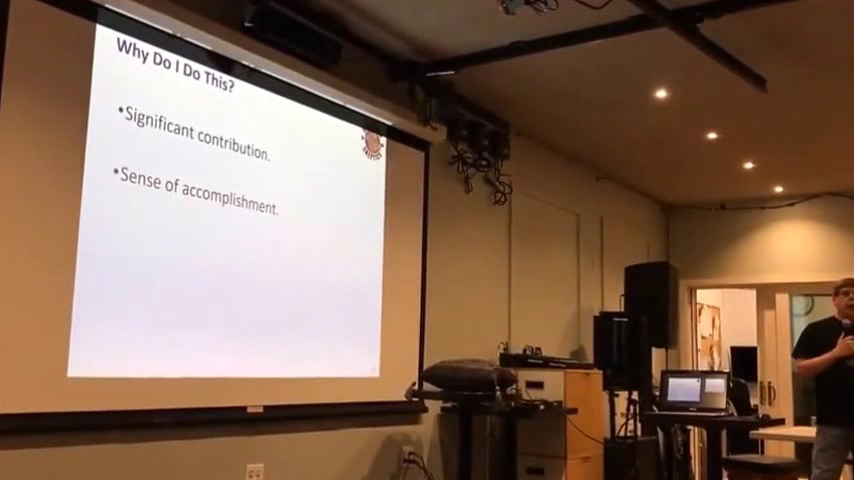 Why Do I Do This?
•Significant contribution.
•Sense of accomplishment.